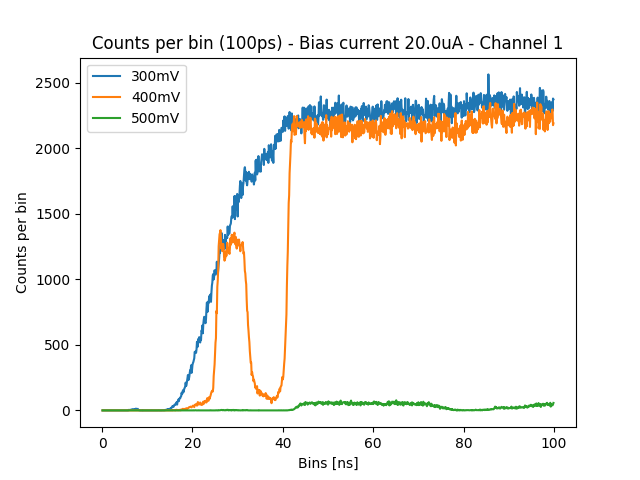 Counts per bin (100ps) - Bias current 20.0uA - Channel 1
300mV
400mV
500mV
2500
2000
1500
1000
500
0
Counts per bin
0 20 40 60 80 100
Bins [ns]